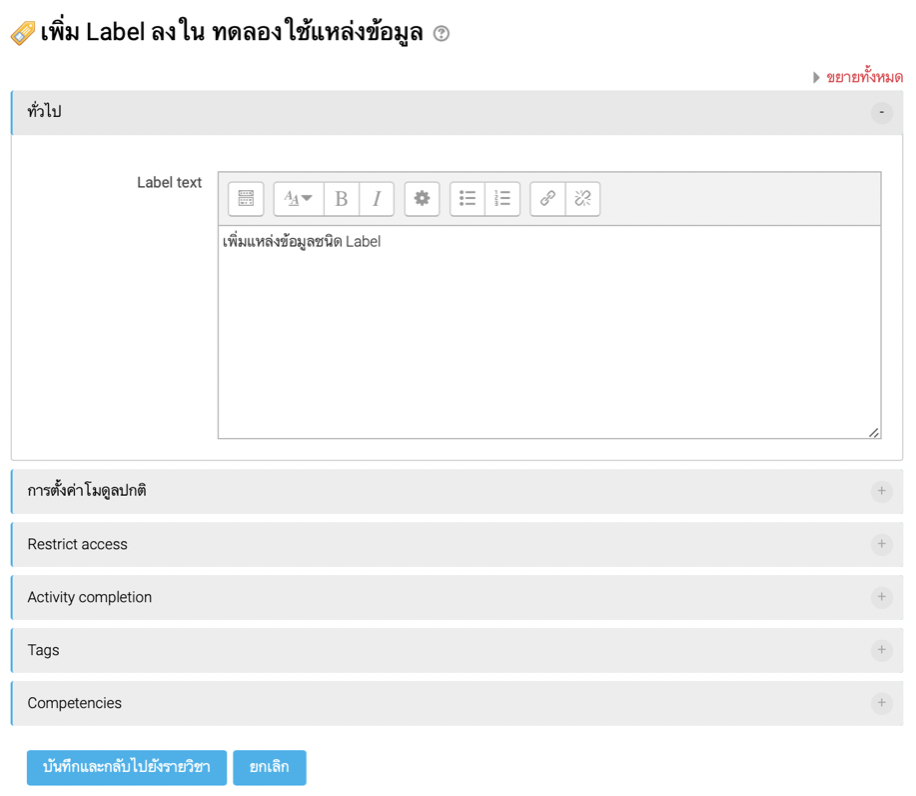 เพิ่ม Label ลงใน ทดลองใช้แหล่งข้อมูล
ขยายทั้งหมด
ทั่วไป
Label text
B I
เพิ่มแหล่งข้อมูลชนิด Label
การตั้งค่าโมดูลปกติ
Restrict access
Activity completion
Tags
Competencies
บันทึกและกลับไปยังรายวิชา ยกเลิก